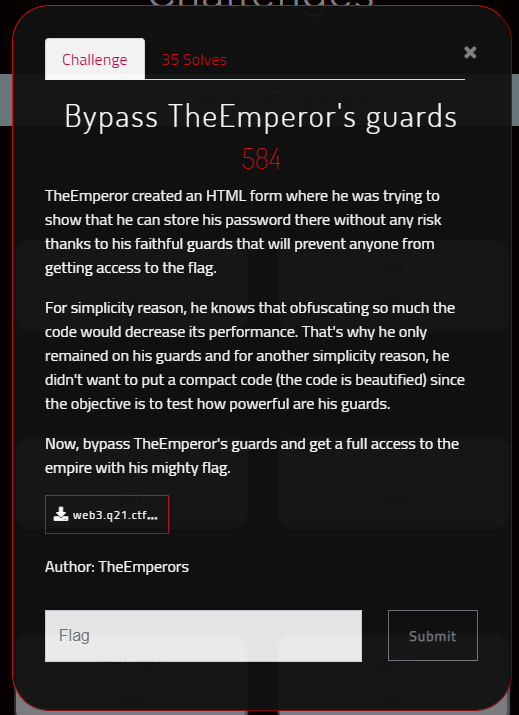 Challenges
Challenge
35 Solves
×
Bypass TheEmperor's guards
584
TheEmperor created an HTML form where he was trying to
show that he can store his password there without any risk
thanks to his faithful guards that will prevent anyone from
getting access to the flag.
For simplicity reason, he knows that obfuscating so much the
code would decrease its performance. That's why he only
remained on his guards and for another simplicity reason, he
didn't want to put a compact code (the code is beautified) since
the objective is to test how powerful are his guards.
Now, bypass TheEmperor's guards and get a full access to the
empire with his mighty flag.
web3.q21.ctf...
Author: TheEmperors
Flag
Submit